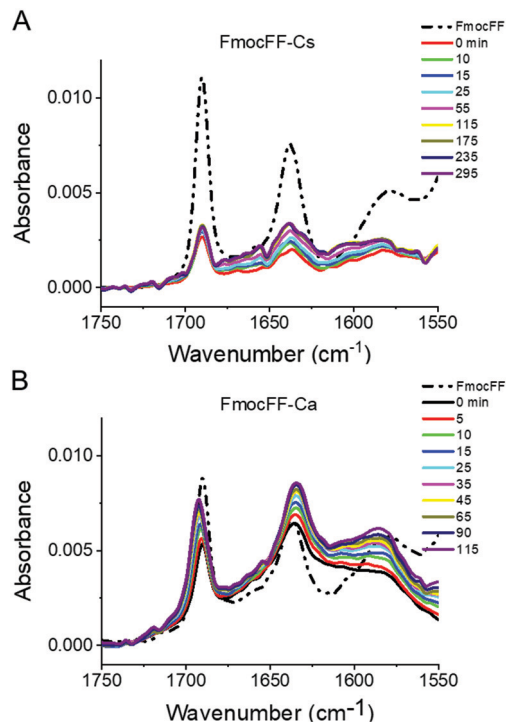 A
FmocFF-Cs
FmocFF
0 min
10
15
25
55
115
175
235
295
0.010
0.005
0.000
Absorbance
1750 1700 1650 1600 1550
Wavenumber (cm⁻¹)
B
FmocFF-Ca
FmocFF
0 min
5
10
15
25
35
45
65
90
115
0.010
0.005
0.000
Absorbance
1750 1700 1650 1600 1550
Wavenumber (cm⁻¹)